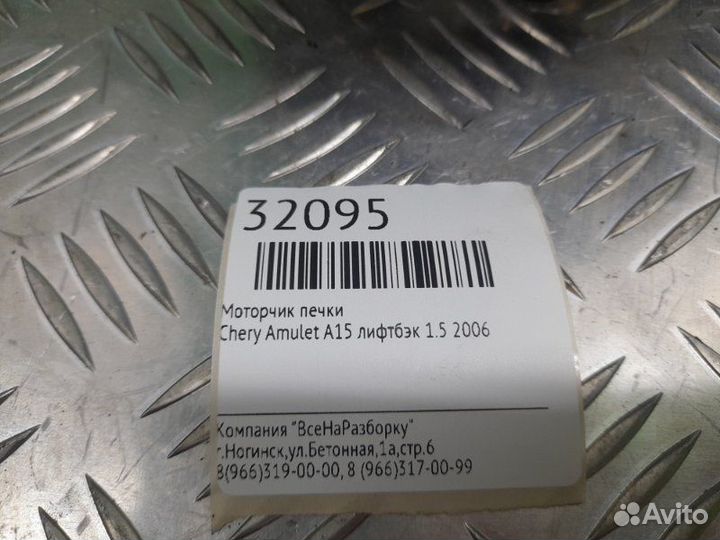 32095
Моторчик печки
Chery Amulet A15 лифтбэк 1.5 2006
Компания "ВсеНаРазборку"
г.Ногинск,ул.Бетонная,1а,стр.6
8(966)319-00-00, 8 (966)317-00-99
Avito